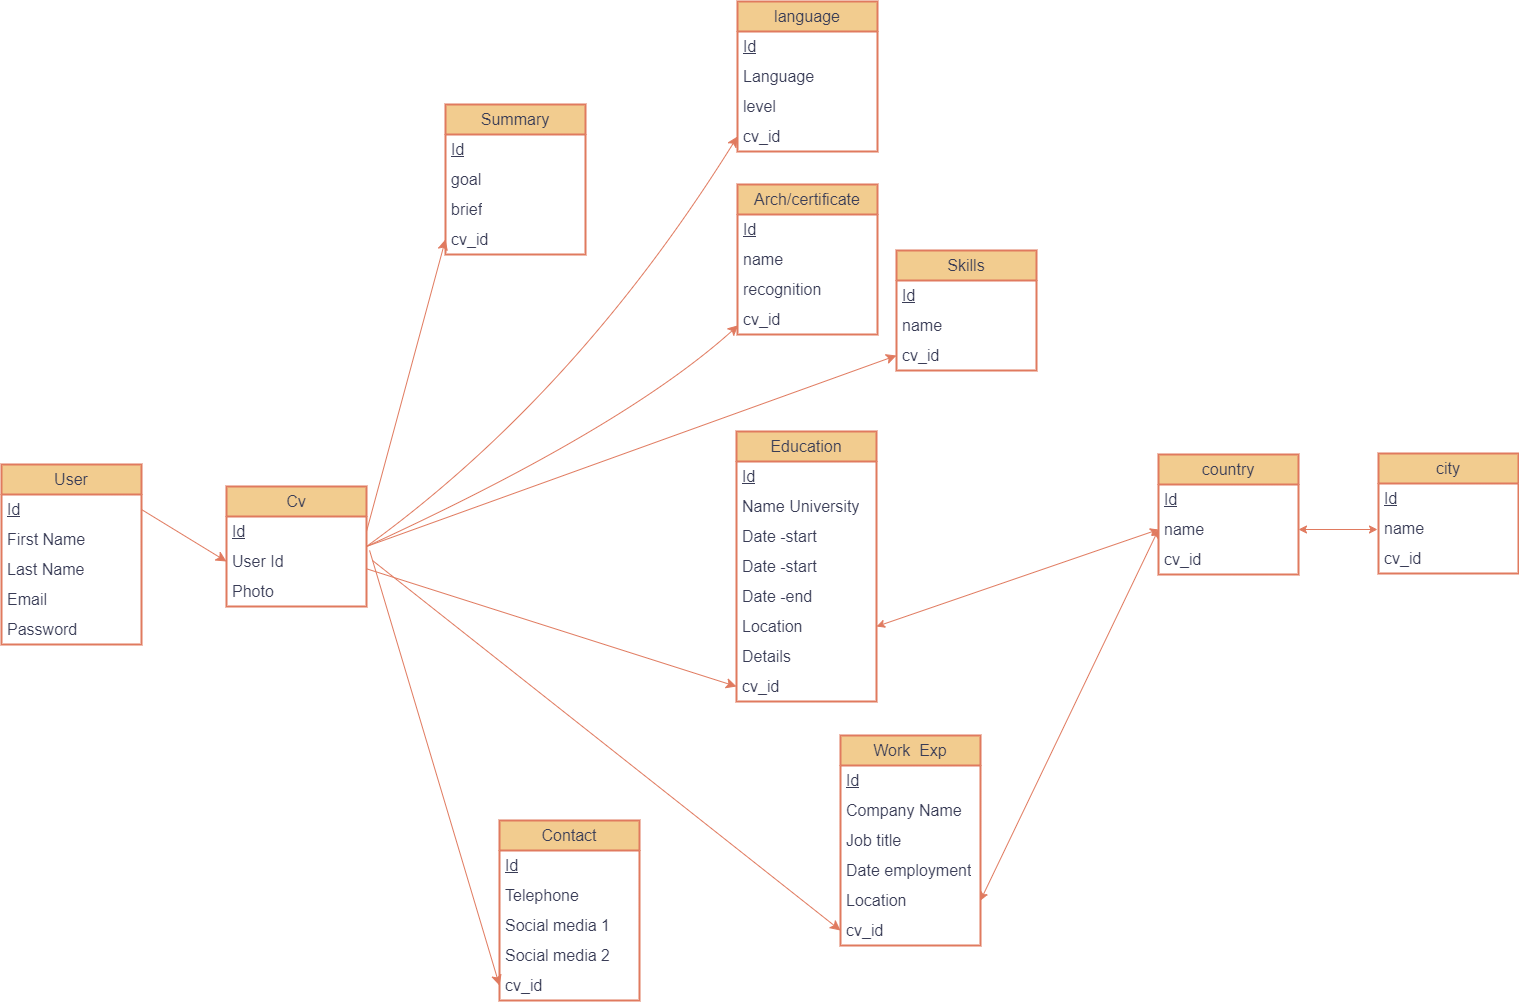 language
Id
Language
level
cv_id
Summary
Id
goal
brief
cv_id
Arch/certificate
Id
name
recognition
cv_id
Skills
Id
name
cv_id
User
Id
First Name
Last Name
Email
Password
Cv
Id
User Id
Photo
Education
Id
Name University
Date -start
Date -start
Date -end
Location
Details
cv_id
country
Id
name
cv_id
city
Id
name
cv_id
Work  Exp
Id
Company Name
Job title
Date employment
Location
cv_id
Contact
Id
Telephone
Social media 1
Social media 2
cv_id